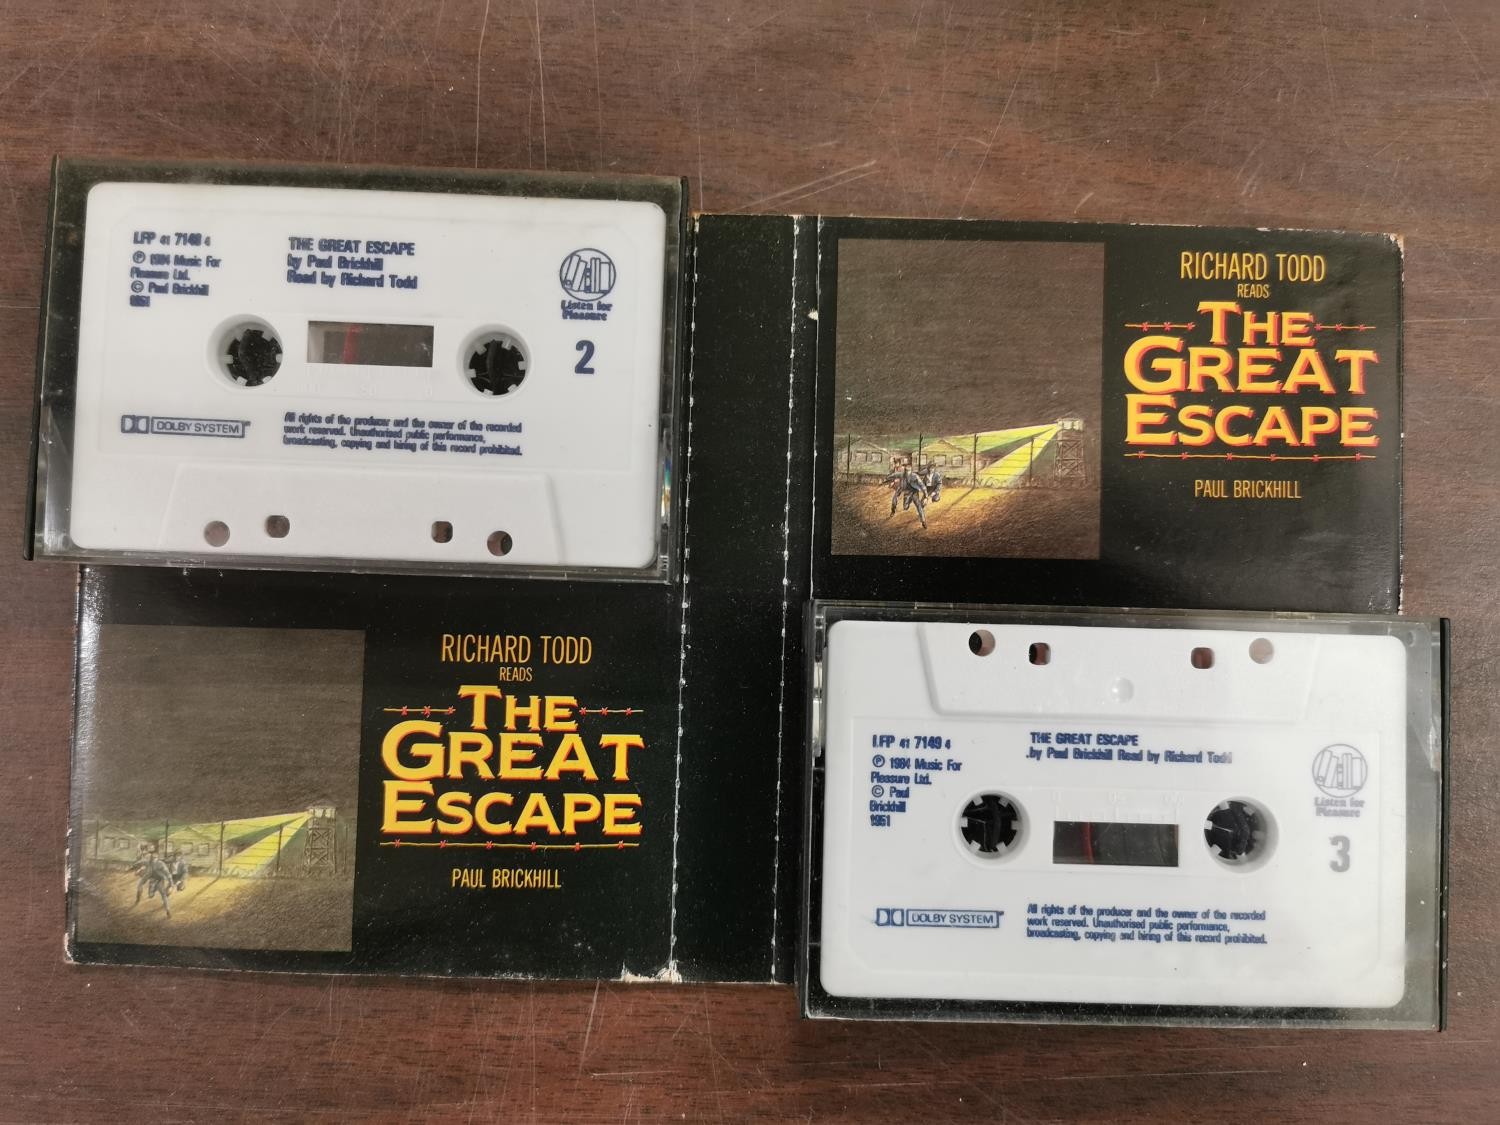 LFP 41 7149 4
℗ 1984 Music For
Pleasure Ltd.
© Paul Brickhill
1951
THE GREAT ESCAPE
by Paul Brickhill
Read by Richard Todd
Listen for
Pleasure
2
DOLBY SYSTEM
All rights of the producer and the owner of the recorded
work reserved. Unauthorised public performance,
broadcasting, copying and hiring of this record prohibited.
RICHARD TODD
READS
THE
GREAT
ESCAPE
PAUL BRICKHILL
RICHARD TODD
READS
THE
GREAT
ESCAPE
PAUL BRICKHILL
LFP 41 7149 4
℗ 1984 Music For
Pleasure Ltd.
© Paul
Brickhill
1951
THE GREAT ESCAPE
by Paul Brickhill Read by Richard Todd
Listen for
Pleasure
3
DOLBY SYSTEM
All rights of the producer and the owner of the recorded
work reserved. Unauthorised public performance,
broadcasting, copying and hiring of this record prohibited.